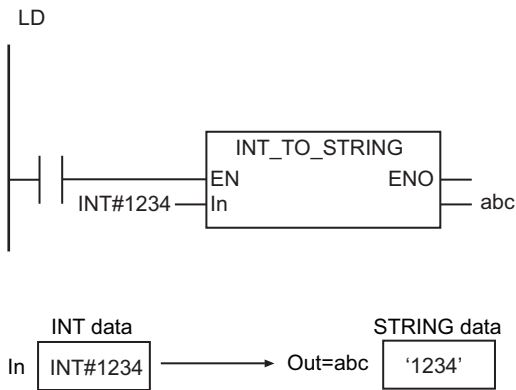 LD
INT_TO_STRING
EN ENO
INT#1234 In abc
INT data STRING data
In INT#1234 Out=abc ‘1234’